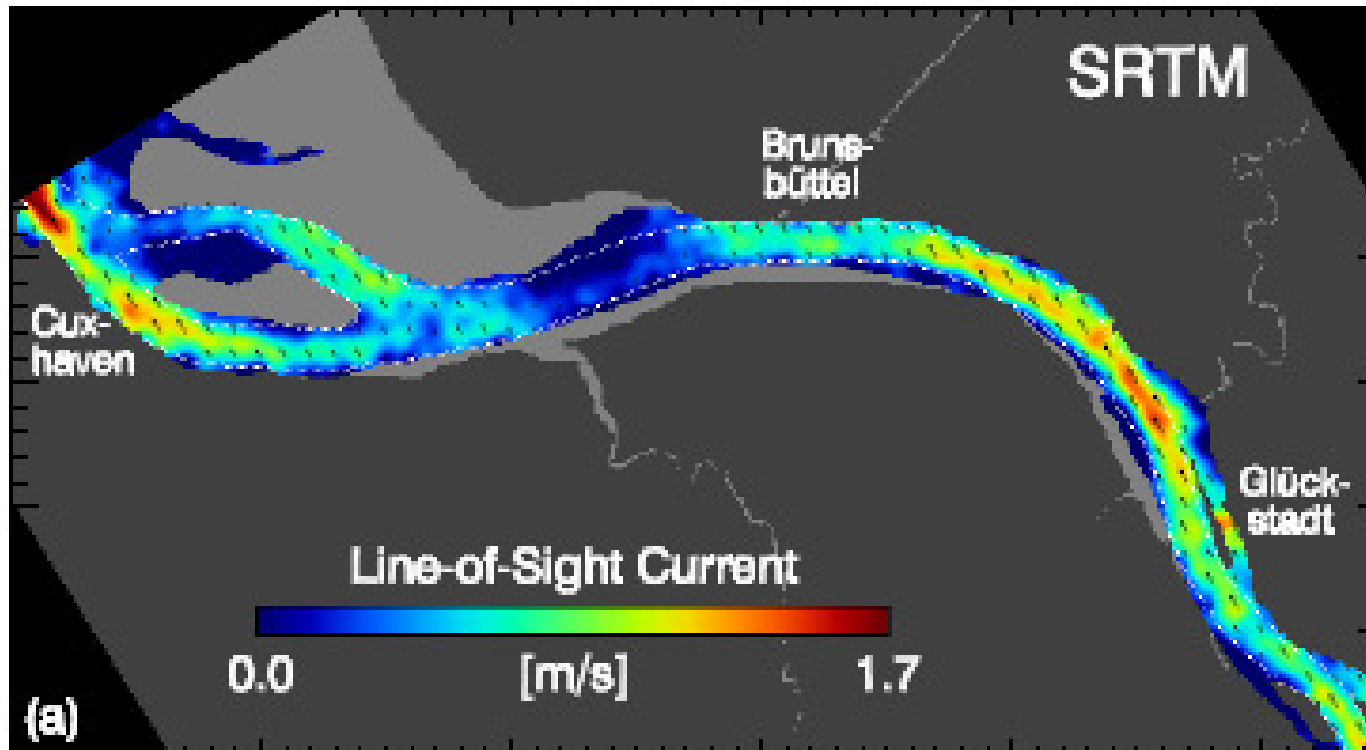 SRTM
Bruns-
büttel
Cux-
haven
Glück-
stadt
Line-of-Sight Current
0.0 [m/s] 1.7
(a)